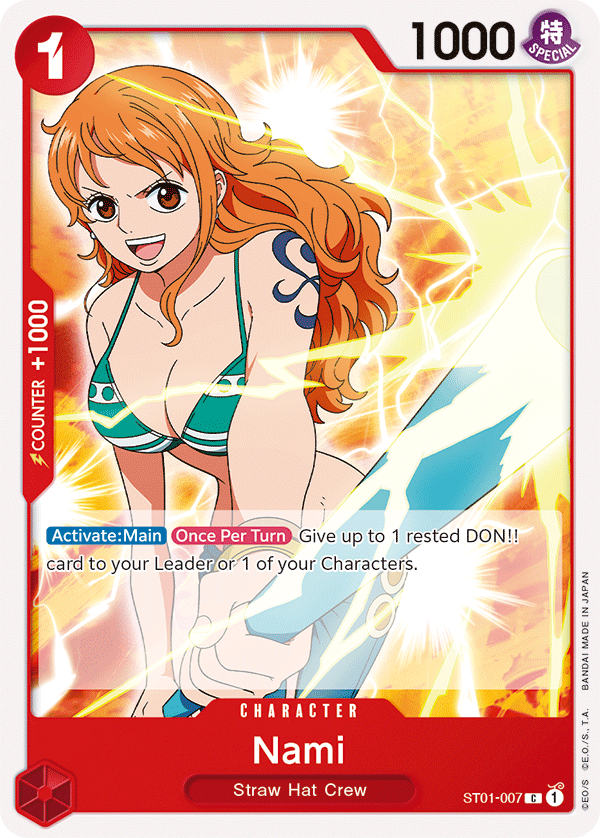 1
1000
特
SPECIAL
COUNTER +1000
Activate:Main Once Per Turn Give up to 1 rested DON!!
card to your Leader or 1 of your Characters.
CHARACTER
Nami
Straw Hat Crew
ST01-007 C 1
©EO/S ©E.O./S., T.A. BANDAI MADE IN JAPAN